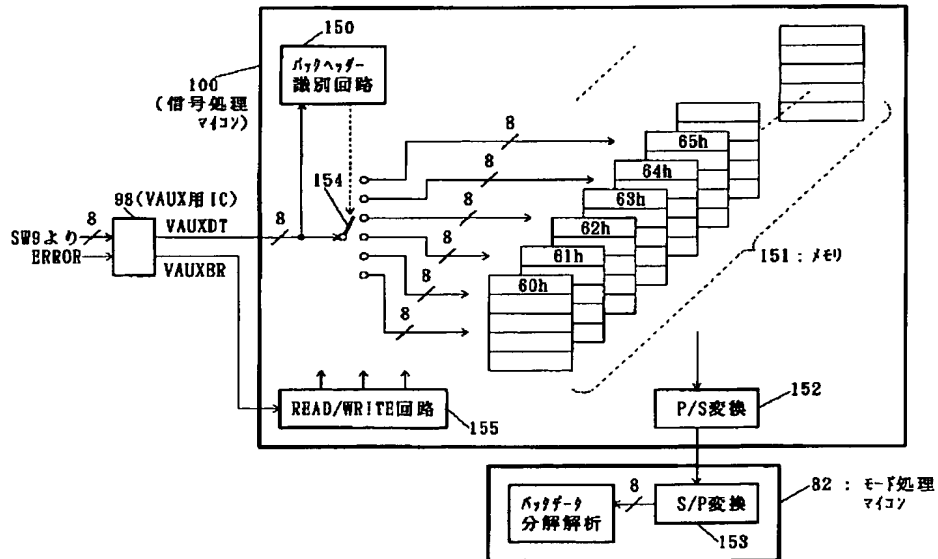 150
パックヘッダー
識別回路
100
(信号処理
マイコン)
8
8
154
98(VAUX用IC)
8
VAUXDT
8
SW9より
ERROR
VAUXBR
8
8
8
8
65h
64h
63h
62h
61h
60h
151:メモリ
READ/WRITE回路
155
P/S変換
152
82:モード処理
マイコン
パックデータ
分解解析
8
S/P変換
153